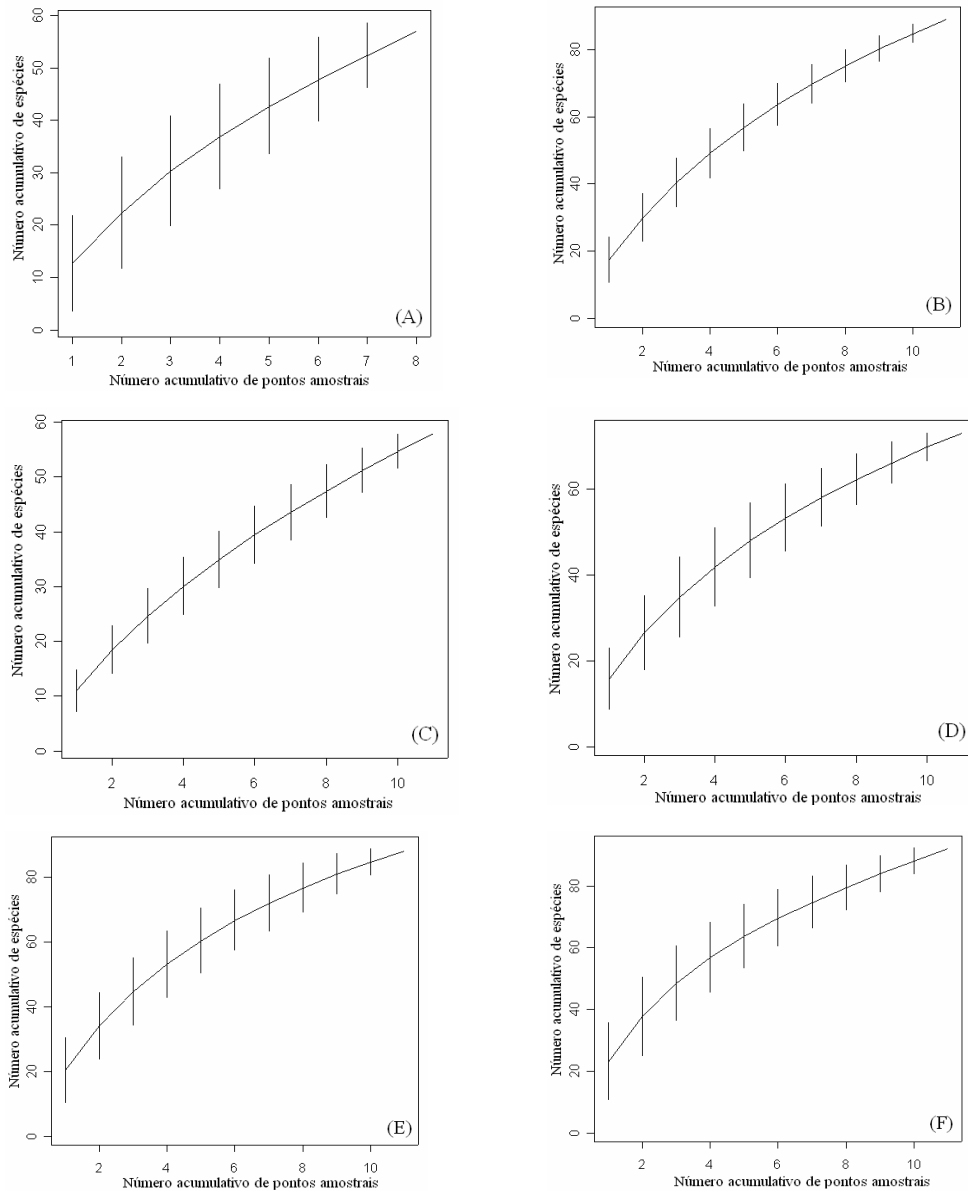 Número acumulativo de espécies
60
50
40
30
20
10
0
(A)
1 2 3 4 5 6 7 8
Número acumulativo de pontos amostrais
Número acumulativo de espécies
80
60
40
20
0
(B)
2 4 6 8 10
Número acumulativo de pontos amostrais
Número acumulativo de espécies
60
50
40
30
20
10
0
(C)
2 4 6 8 10
Número acumulativo de pontos amostrais
Número acumulativo de espécies
60
40
20
0
(D)
2 4 6 8 10
Número acumulativo de pontos amostrais
Número acumulativo de espécies
80
60
40
20
0
(E)
2 4 6 8 10
Número acumulativo de pontos amostrais
Número acumulativo de espécies
80
60
40
20
0
(F)
2 4 6 8 10
Número acumulativo de pontos amostrais